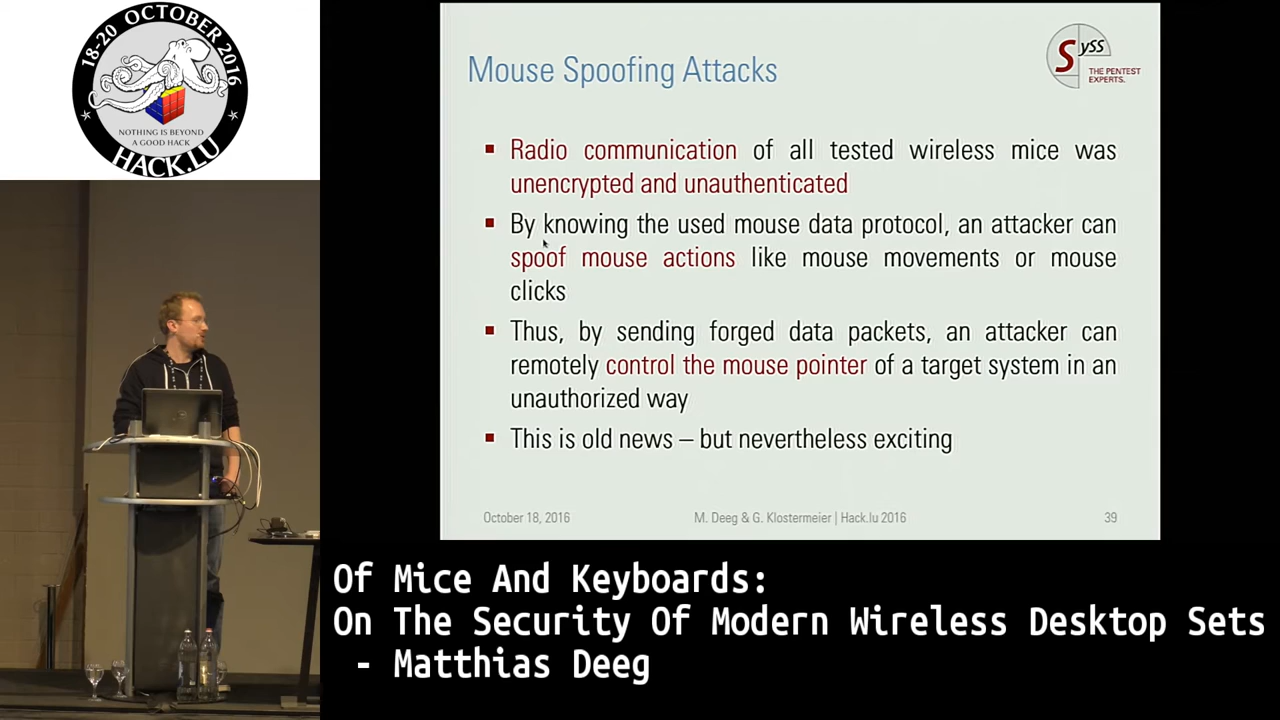 18-20 OCTOBER 2016
NOTHING IS BEYOND
A GOOD HACK
HACK.LU
Mouse Spoofing Attacks
SySS
THE PENTEST
EXPERTS.
Radio communication of all tested wireless mice was
unencrypted and unauthenticated
By knowing the used mouse data protocol, an attacker can
spoof mouse actions like mouse movements or mouse
clicks
Thus, by sending forged data packets, an attacker can
remotely control the mouse pointer of a target system in an
unauthorized way
This is old news – but nevertheless exciting
October 18, 2016
M. Deeg & G. Klostermeier | Hack.lu 2016
39
Of Mice And Keyboards:
On The Security Of Modern Wireless Desktop Sets
- Matthias Deeg